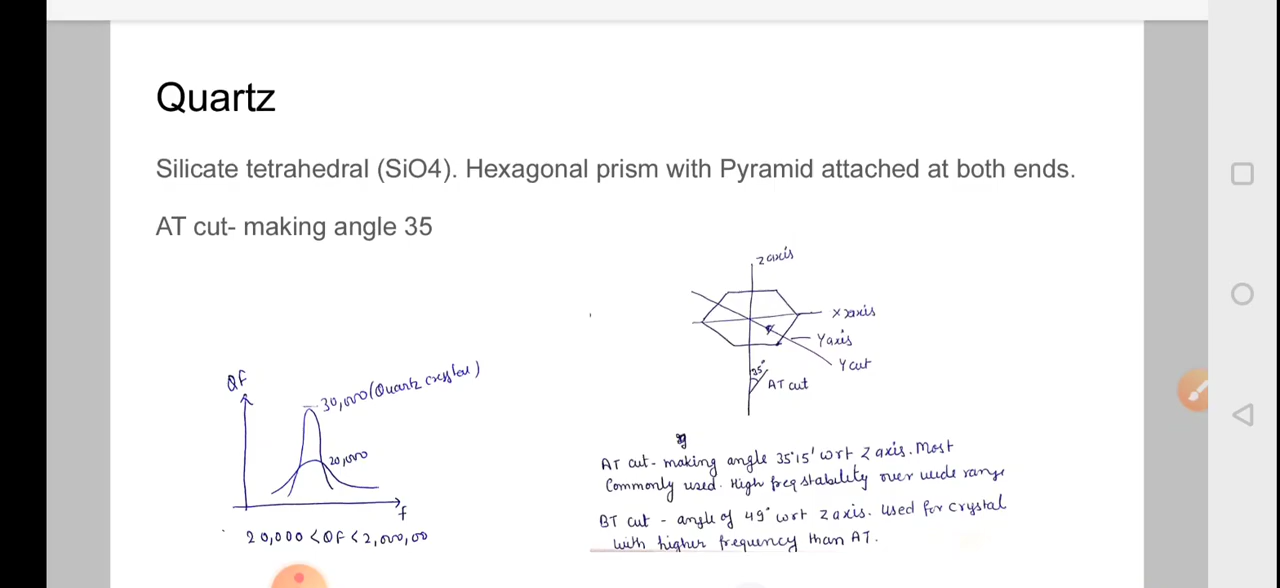 Quartz
Silicate tetrahedral (SiO4). Hexagonal prism with Pyramid attached at both ends.
AT cut- making angle 35
z axis
X axis
Y axis
Y cut
35°
AT cut
QF
30,000 (Quartz crystal)
20,000
f
20,000 < QF < 2,000,00
AT cut - making angle 35°15' wrt Z axis. Most
Commonly used. High freq stability over wide range
BT cut - angle of 49° wrt Z axis. Used for crystal
with higher frequency than AT.